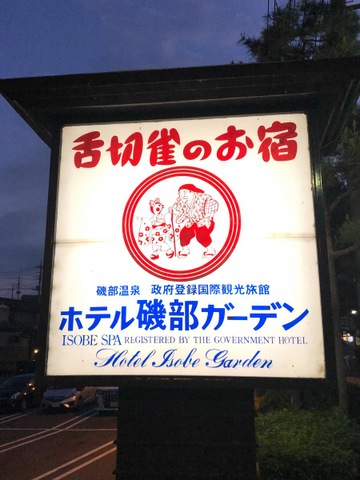 舌切雀のお宿
磯部温泉 政府登録国際観光旅館
ホテル磯部ガーデン
ISOBE SPA REGISTERED BY THE GOVERNMENT HOTEL
Hotel Isobe Garden